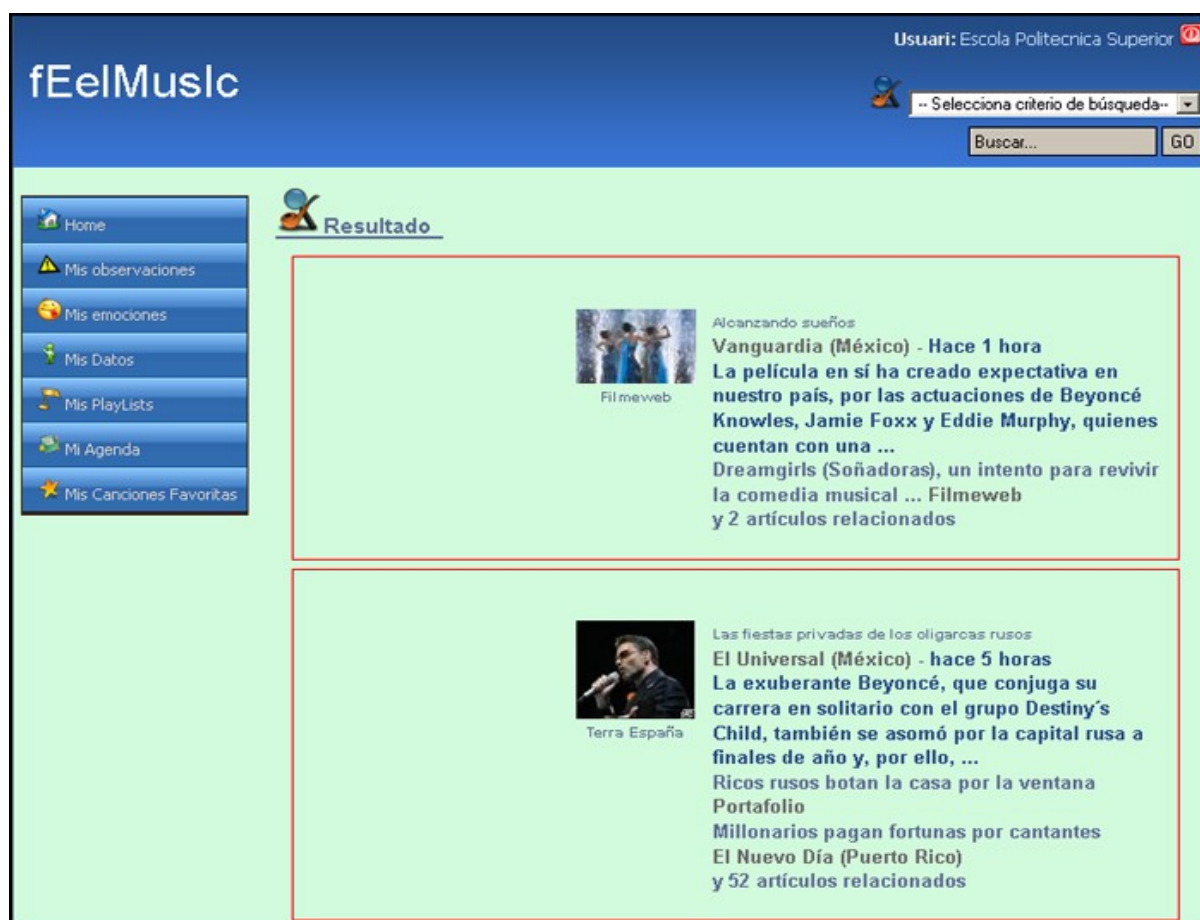 Usuari: Escola Politecnica Superior
fEelMusIc
-- Selecciona criterio de búsqueda--
Buscar...
GO
Home
Mis observaciones
Mis emociones
Mis Datos
Mis PlayLists
Mi Agenda
Mis Canciones Favoritas
Resultado
Filmeweb
Alcanzando sueños
Vanguardia (México) - Hace 1 hora
La película en sí ha creado expectativa en
nuestro país, por las actuaciones de Beyoncé
Knowles, Jamie Foxx y Eddie Murphy, quienes
cuentan con una ...
Dreamgirls (Soñadoras), un intento para revivir
la comedia musical ... Filmeweb
y 2 artículos relacionados
Terra España
Las fiestas privadas de los oligarcas rusos
El Universal (México) - hace 5 horas
La exuberante Beyoncé, que conjuga su
carrera en solitario con el grupo Destiny´s
Child, también se asomó por la capital rusa a
finales de año y, por ello, ...
Ricos rusos botan la casa por la ventana
Portafolio
Millonarios pagan fortunas por cantantes
El Nuevo Día (Puerto Rico)
y 52 artículos relacionados